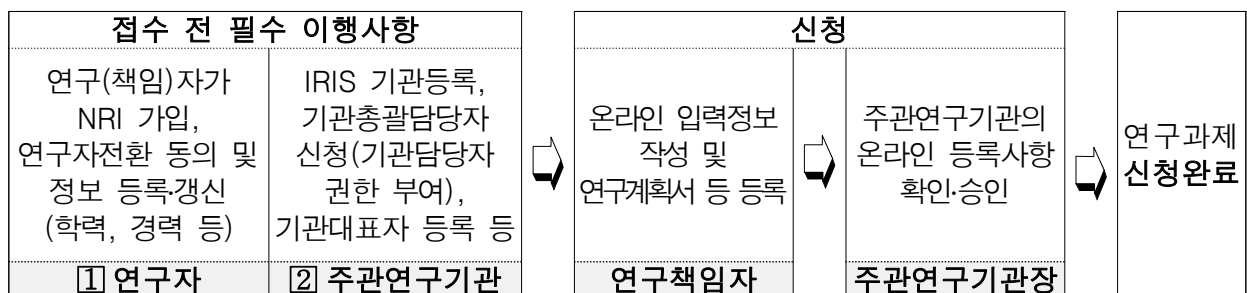 접수 전 필수 이행사항
연구(책임)자가
NRI 가입,
연구자전환 동의 및
정보 등록·갱신
(학력, 경력 등)
1 연구자
IRIS 기관등록,
기관총괄담당자
신청(기관담당자
권한 부여),
기관대표자 등록 등
2 주관연구기관
신청
온라인 입력정보
작성 및
연구계획서 등 등록
연구책임자
주관연구기관의
온라인 등록사항
확인·승인
주관연구기관장
연구과제
신청완료